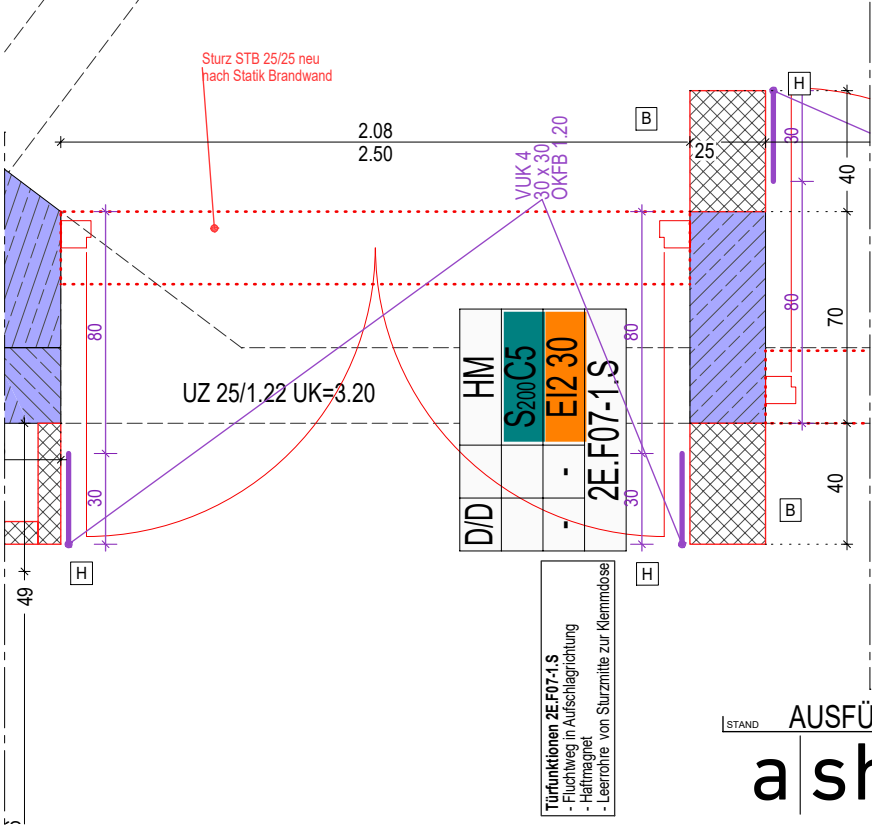 Sturz STB 25/25 neu
nach Statik Brandwand
2.08
2.50
VUK 4
30 x 30
OKFB 1.20
B
H
25
30
40
80
80
80
70
UZ 25/1.22 UK=3.20
HM
S200C5
EI2 30
2E.F07-1.S
D/D
-
- -
30
30
40
B
H
H
49
Türfunktionen 2E.F07-1.S
- Fluchtweg in Aufschlagrichtung
- Haftmagnet
- Leerrohre von Sturzmitte zur Klemmdose
STAND AUSFÜ
a|sh